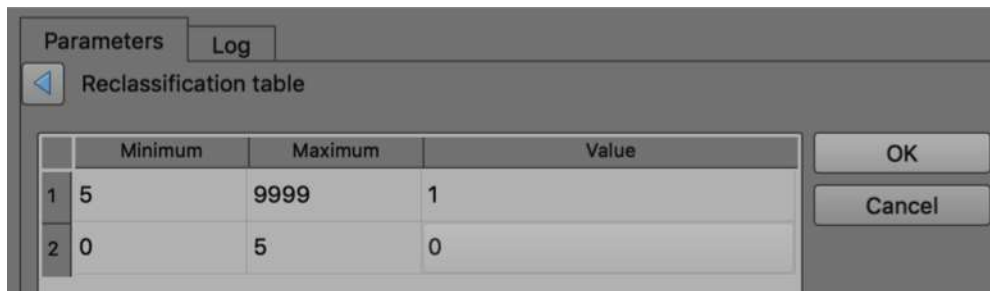 Parameters Log
Reclassification table
Minimum Maximum Value
OK
1 5 9999 1
Cancel
2 0 5 0